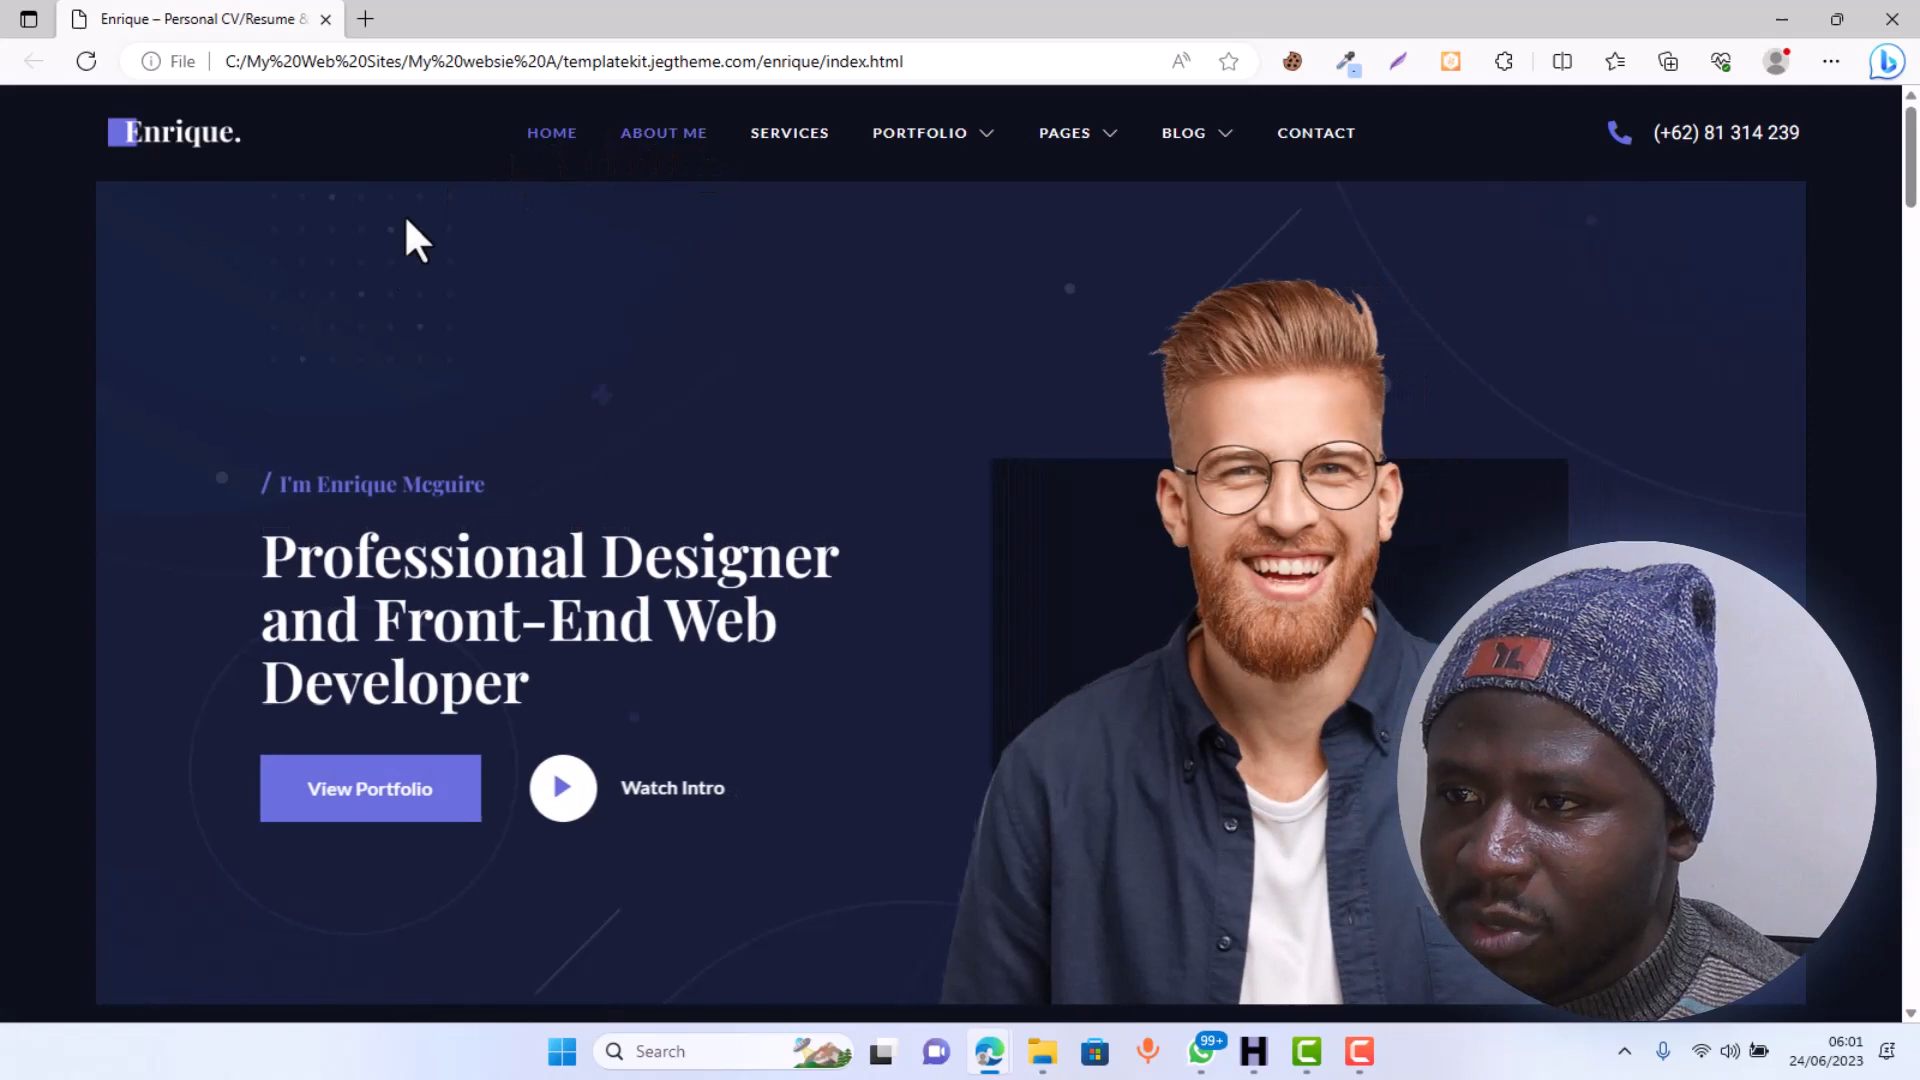 Enrique – Personal CV/Resume &
File
C:/My%20Web%20Sites/My%20websie%20A/templatekit.jegtheme.com/enrique/index.html
Enrique.
HOME
ABOUT ME
SERVICES
PORTFOLIO
PAGES
BLOG
CONTACT
(+62) 81 314 239
/ I'm Enrique Mcguire
Professional Designer
and Front-End Web
Developer
View Portfolio
Watch Intro
Search
99+
06:01
24/06/2023